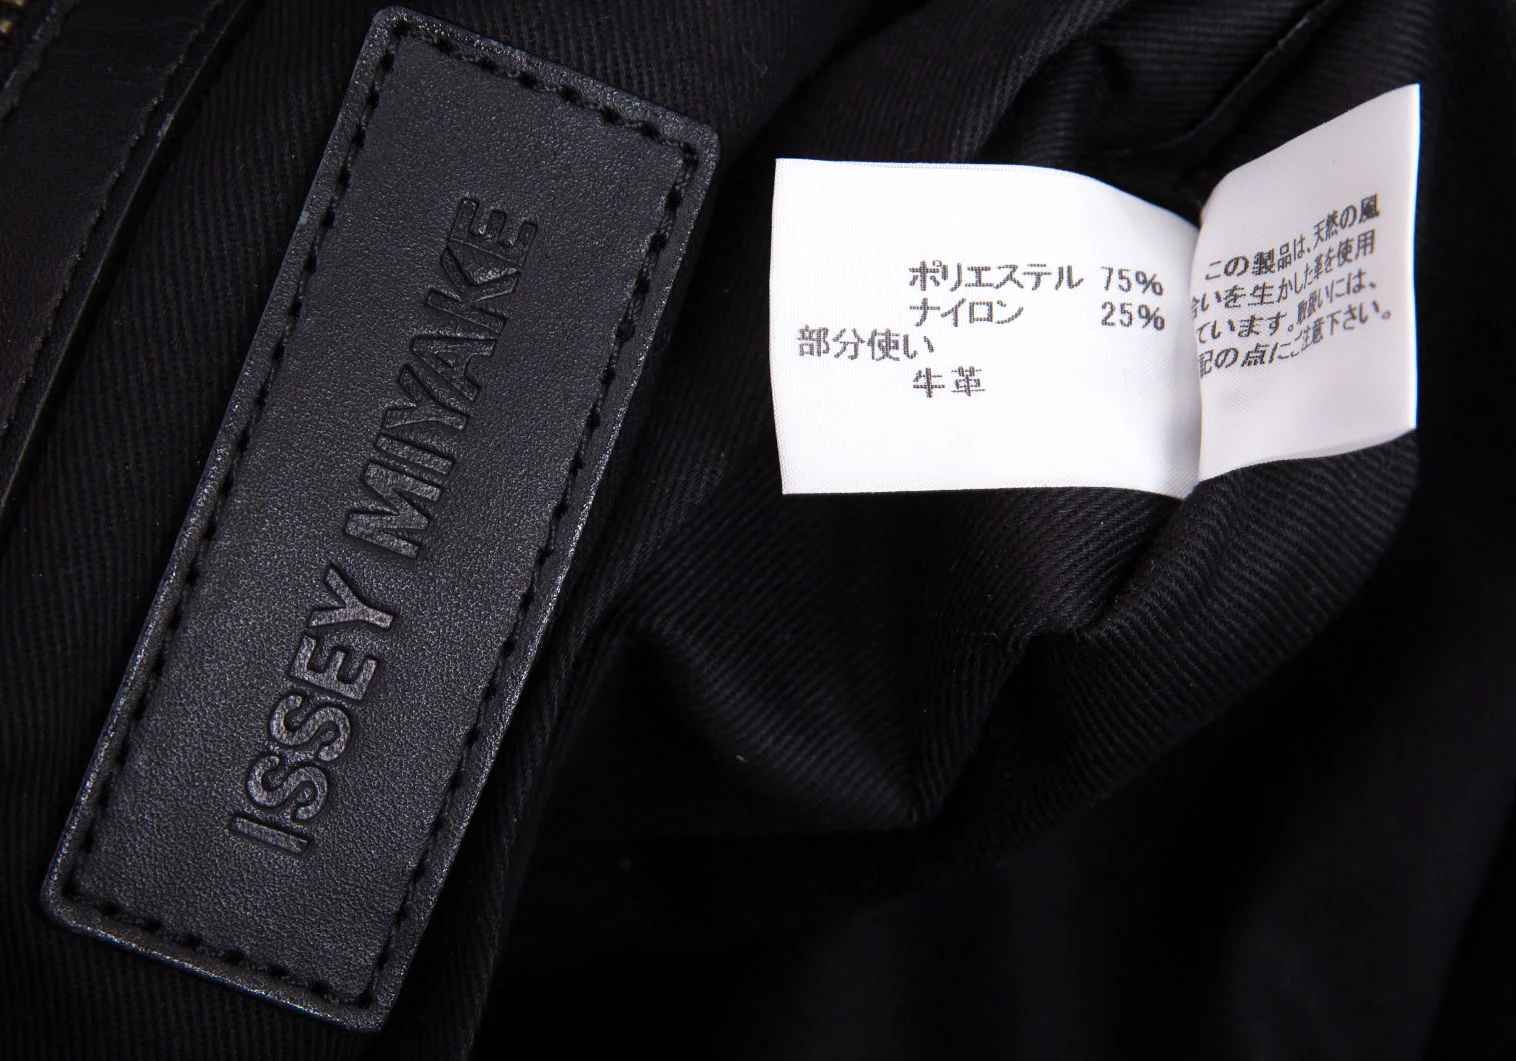 ISSEY MIYAKE
ポリエステル 75%
ナイロン 25%
部分使い
牛革
この製品は、天然の風
合いを生かした革を使用
ています。取扱いには、
記の点にご注意下さい。